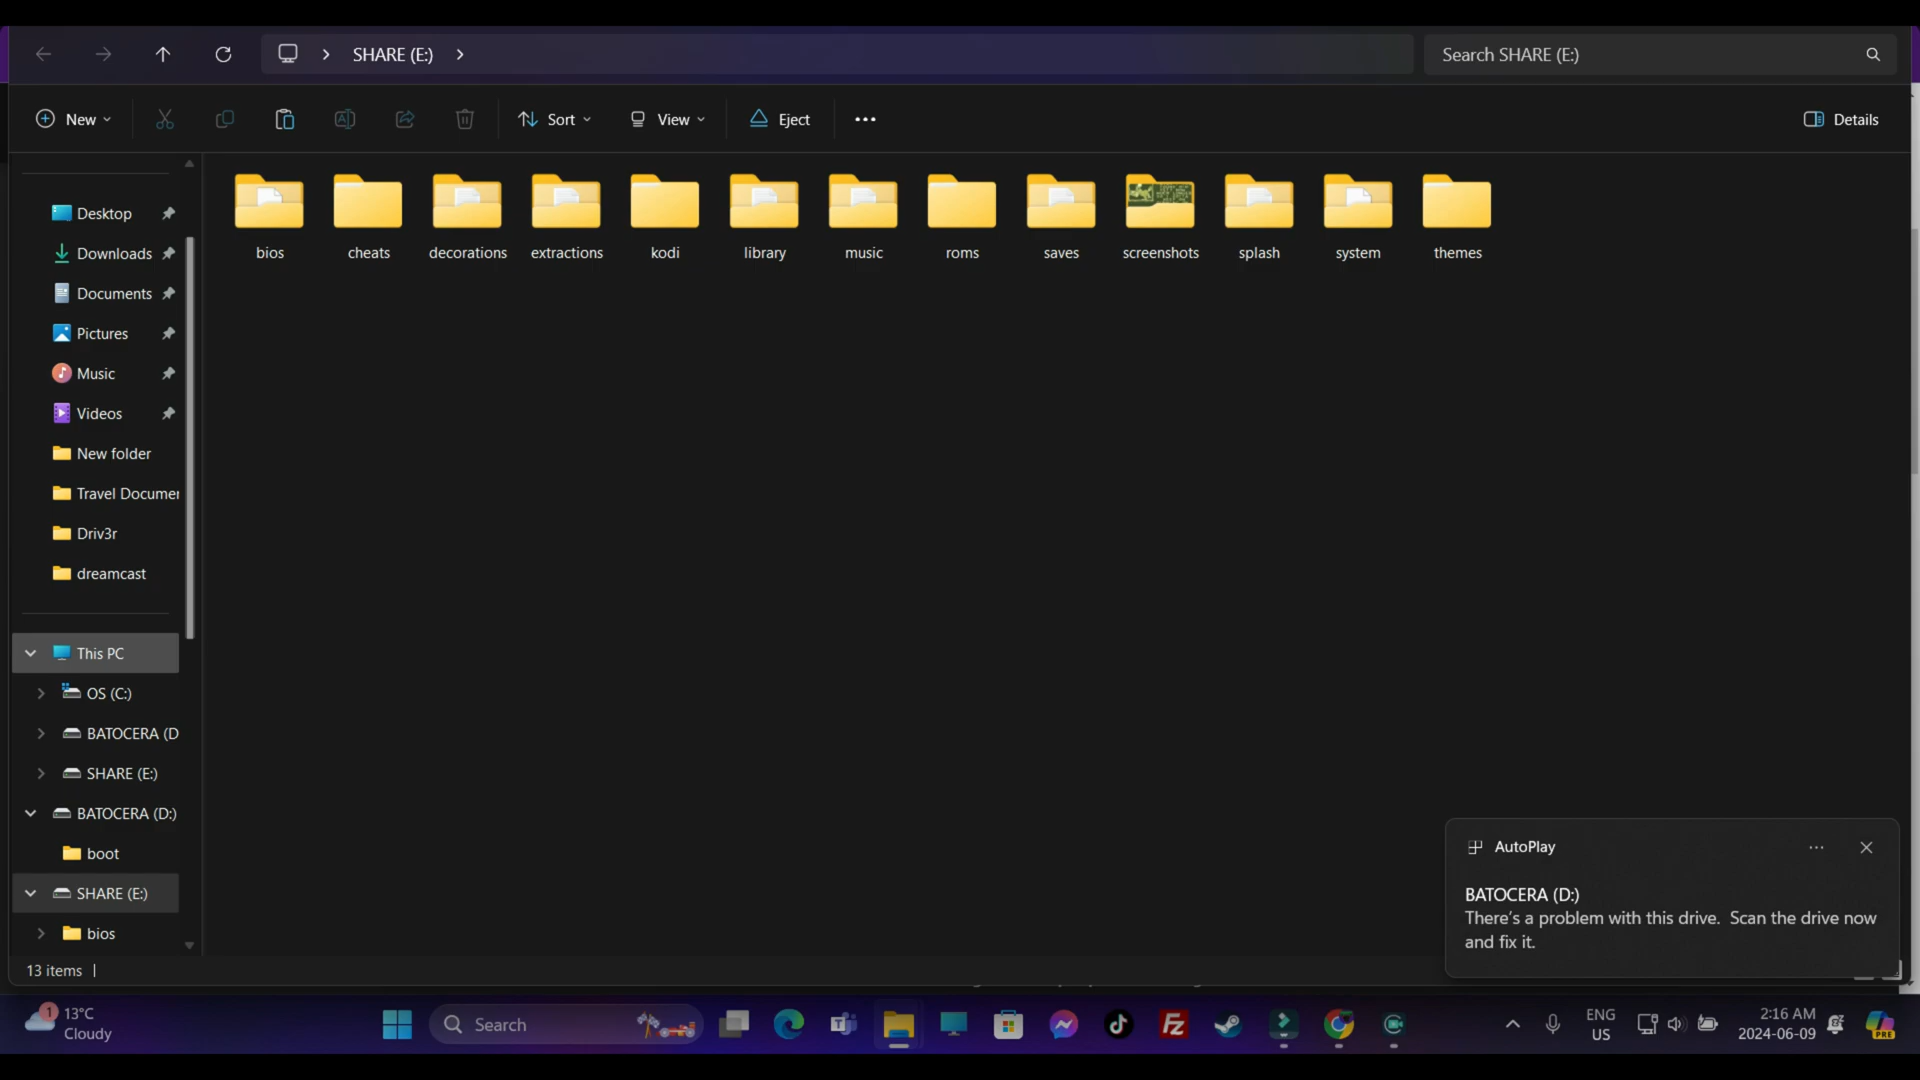 SHARE (E:)
Search SHARE (E:)
New
Sort
View
Eject
Details
Desktop
Downloads
Documents
Pictures
Music
Videos
New folder
Travel Documen
Driv3r
dreamcast
This PC
OS (C:)
BATOCERA (D
SHARE (E:)
BATOCERA (D:)
boot
SHARE (E:)
bios
bios
cheats
decorations
extractions
kodi
library
music
roms
saves
screenshots
splash
system
themes
AutoPlay
BATOCERA (D:)
There's a problem with this drive. Scan the drive now
and fix it.
13 items
1
13°C
Cloudy
Search
ENG
US
2:16 AM
2024-06-09
PRE